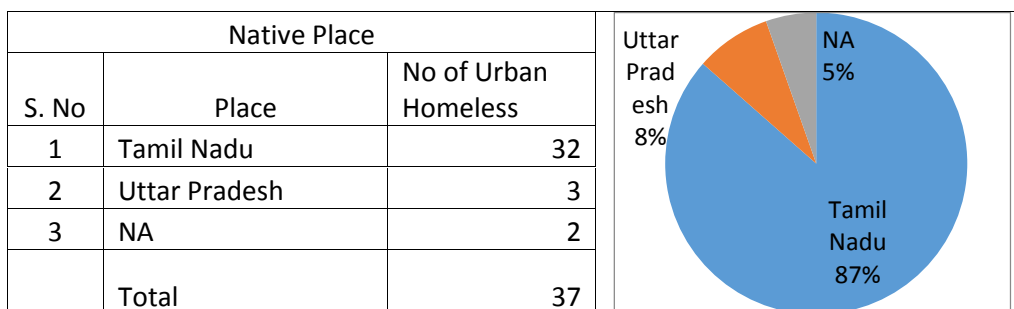 Native Place
S. No Place No of Urban Homeless
1 Tamil Nadu 32
2 Uttar Pradesh 3
3 NA 2
Total 37
Uttar
Prad
esh
8%
NA
5%
Tamil
Nadu
87%